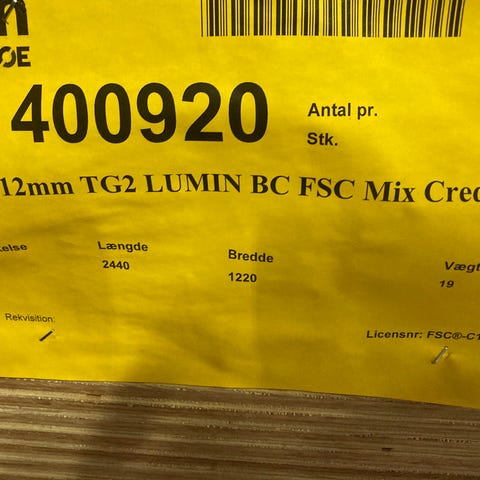 400920
Antal pr.
Stk.
12mm TG2 LUMIN BC FSC Mix Cred
Længde Bredde Vægt
2440 1220 19
Rekvisition:
Licensnr: FSC®-C1